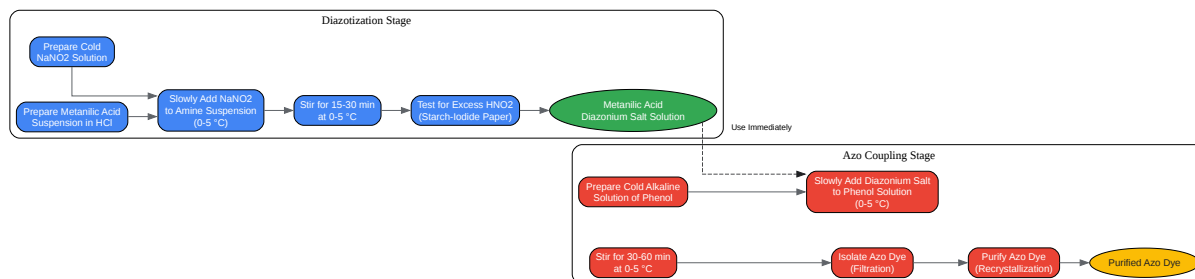 Diazotization Stage
Prepare Cold
NaNO2 Solution
Prepare Metanilic Acid
Suspension in HCl
Slowly Add NaNO2
to Amine Suspension
(0-5 °C)
Stir for 15-30 min
at 0-5 °C
Test for Excess HNO2
(Starch-Iodide Paper)
Metanilic Acid
Diazonium Salt Solution
Use Immediately
Azo Coupling Stage
Prepare Cold Alkaline
Solution of Phenol
Slowly Add Diazonium Salt
to Phenol Solution
(0-5 °C)
Stir for 30-60 min
at 0-5 °C
Isolate Azo Dye
(Filtration)
Purify Azo Dye
(Recrystallization)
Purified Azo Dye